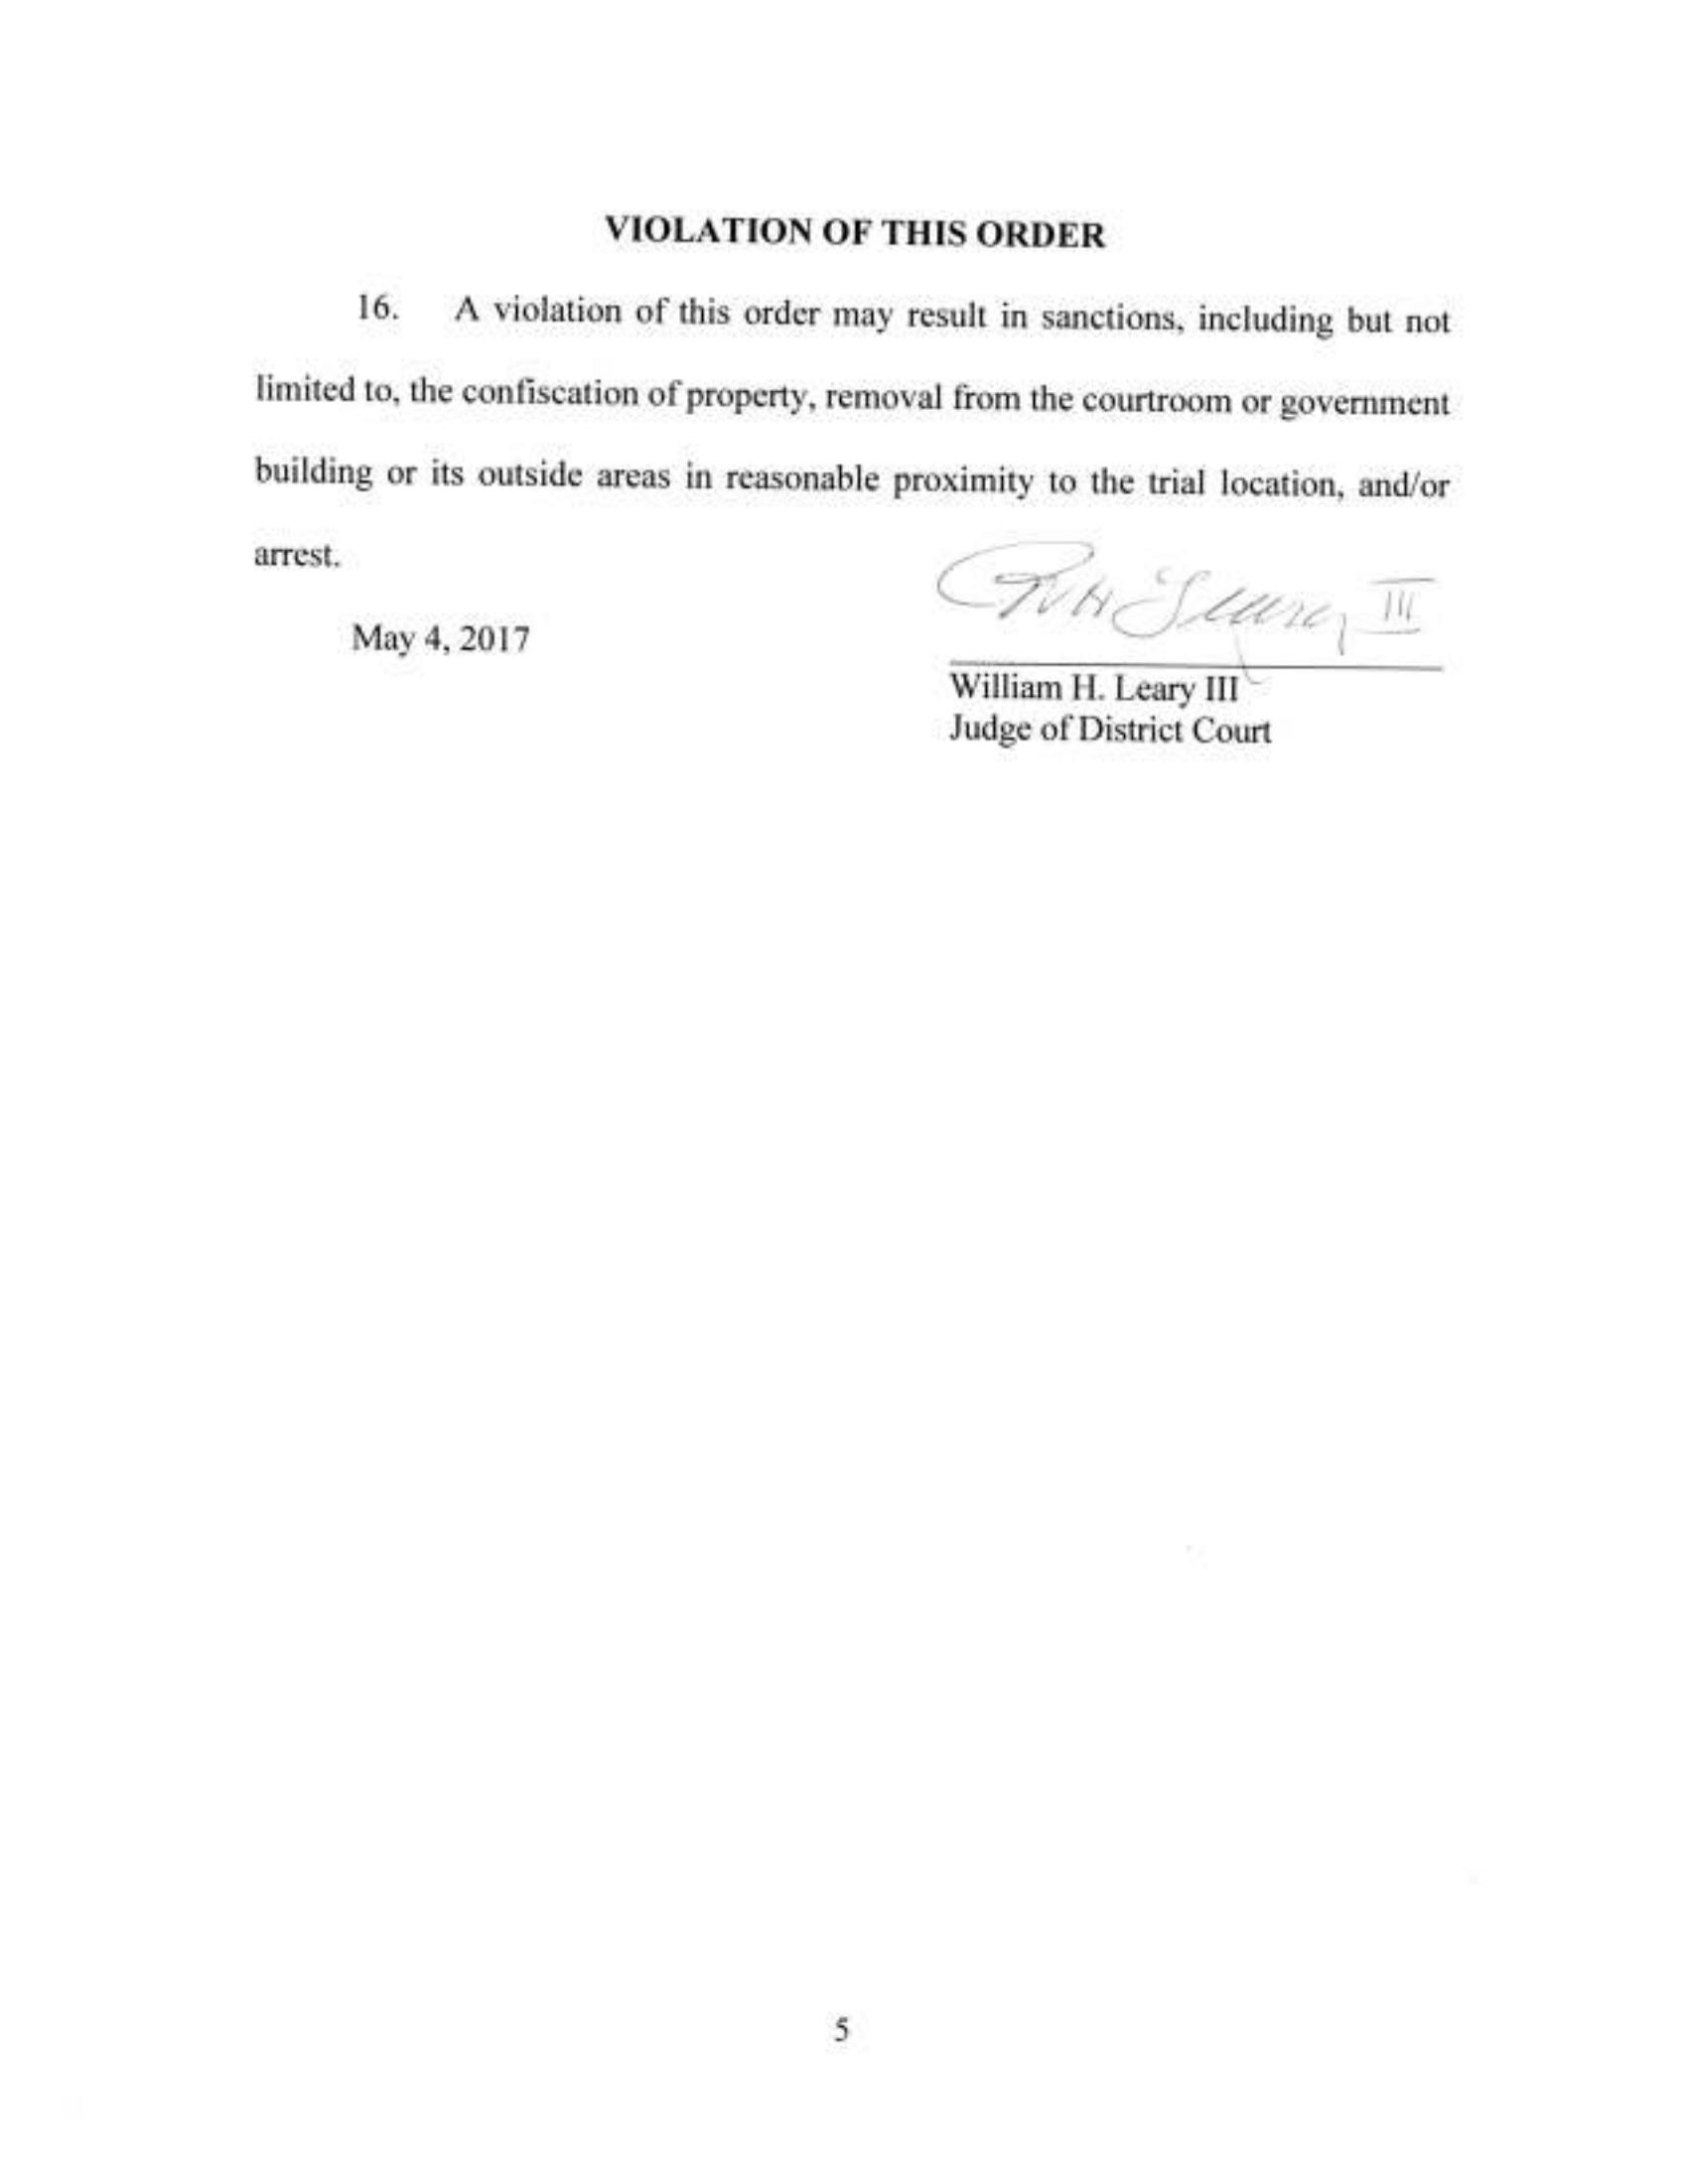 VIOLATION OF THIS ORDER
16. A violation of this order may result in sanctions, including but not
limited to, the confiscation of property, removal from the courtroom or government
building or its outside areas in reasonable proximity to the trial location, and/or
arrest.
III
May 4, 2017
William H. Leary III
Judge of District Court
5